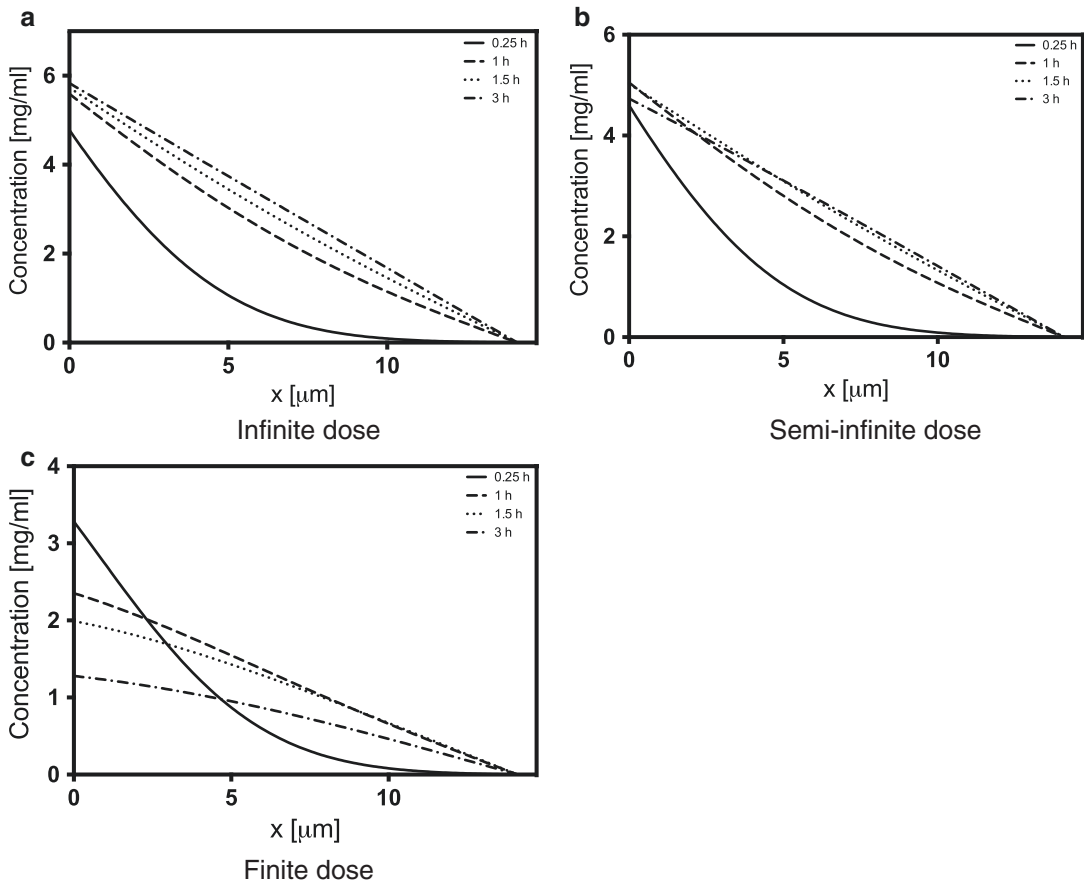 a
Concentration [mg/ml]
6
4
2
0
0 5 10
x [μm]
0.25 h
1 h
1.5 h
3 h
Infinite dose
b
Concentration [mg/ml]
6
4
2
0
0 5 10
x [μm]
0.25 h
1 h
1.5 h
3 h
Semi-infinite dose
c
Concentration [mg/ml]
4
3
2
1
0
0 5 10
x [μm]
0.25 h
1 h
1.5 h
3 h
Finite dose